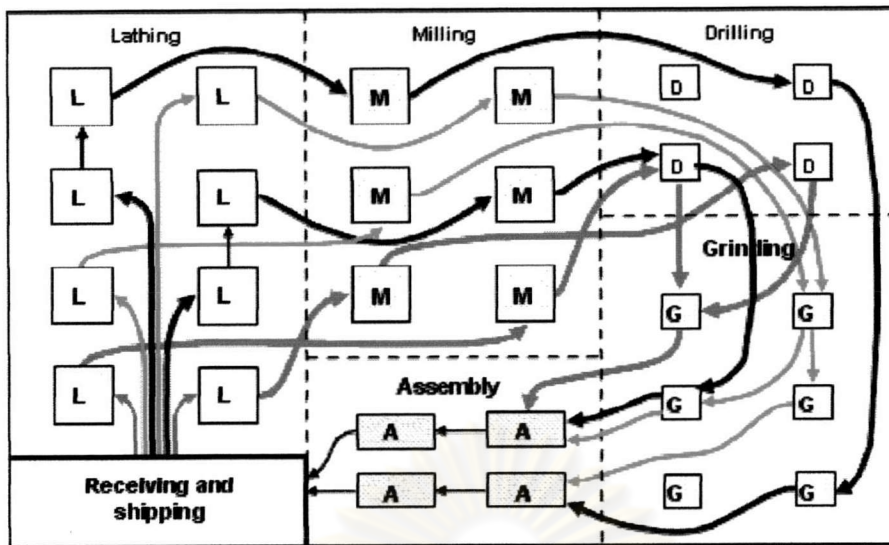 Lathing
Milling
Drilling
L
L
M
M
D
D
L
L
M
M
D
D
Grinding
L
L
M
M
G
G
L
L
Assembly
A
A
G
G
Receiving and
shipping
A
A
G
G